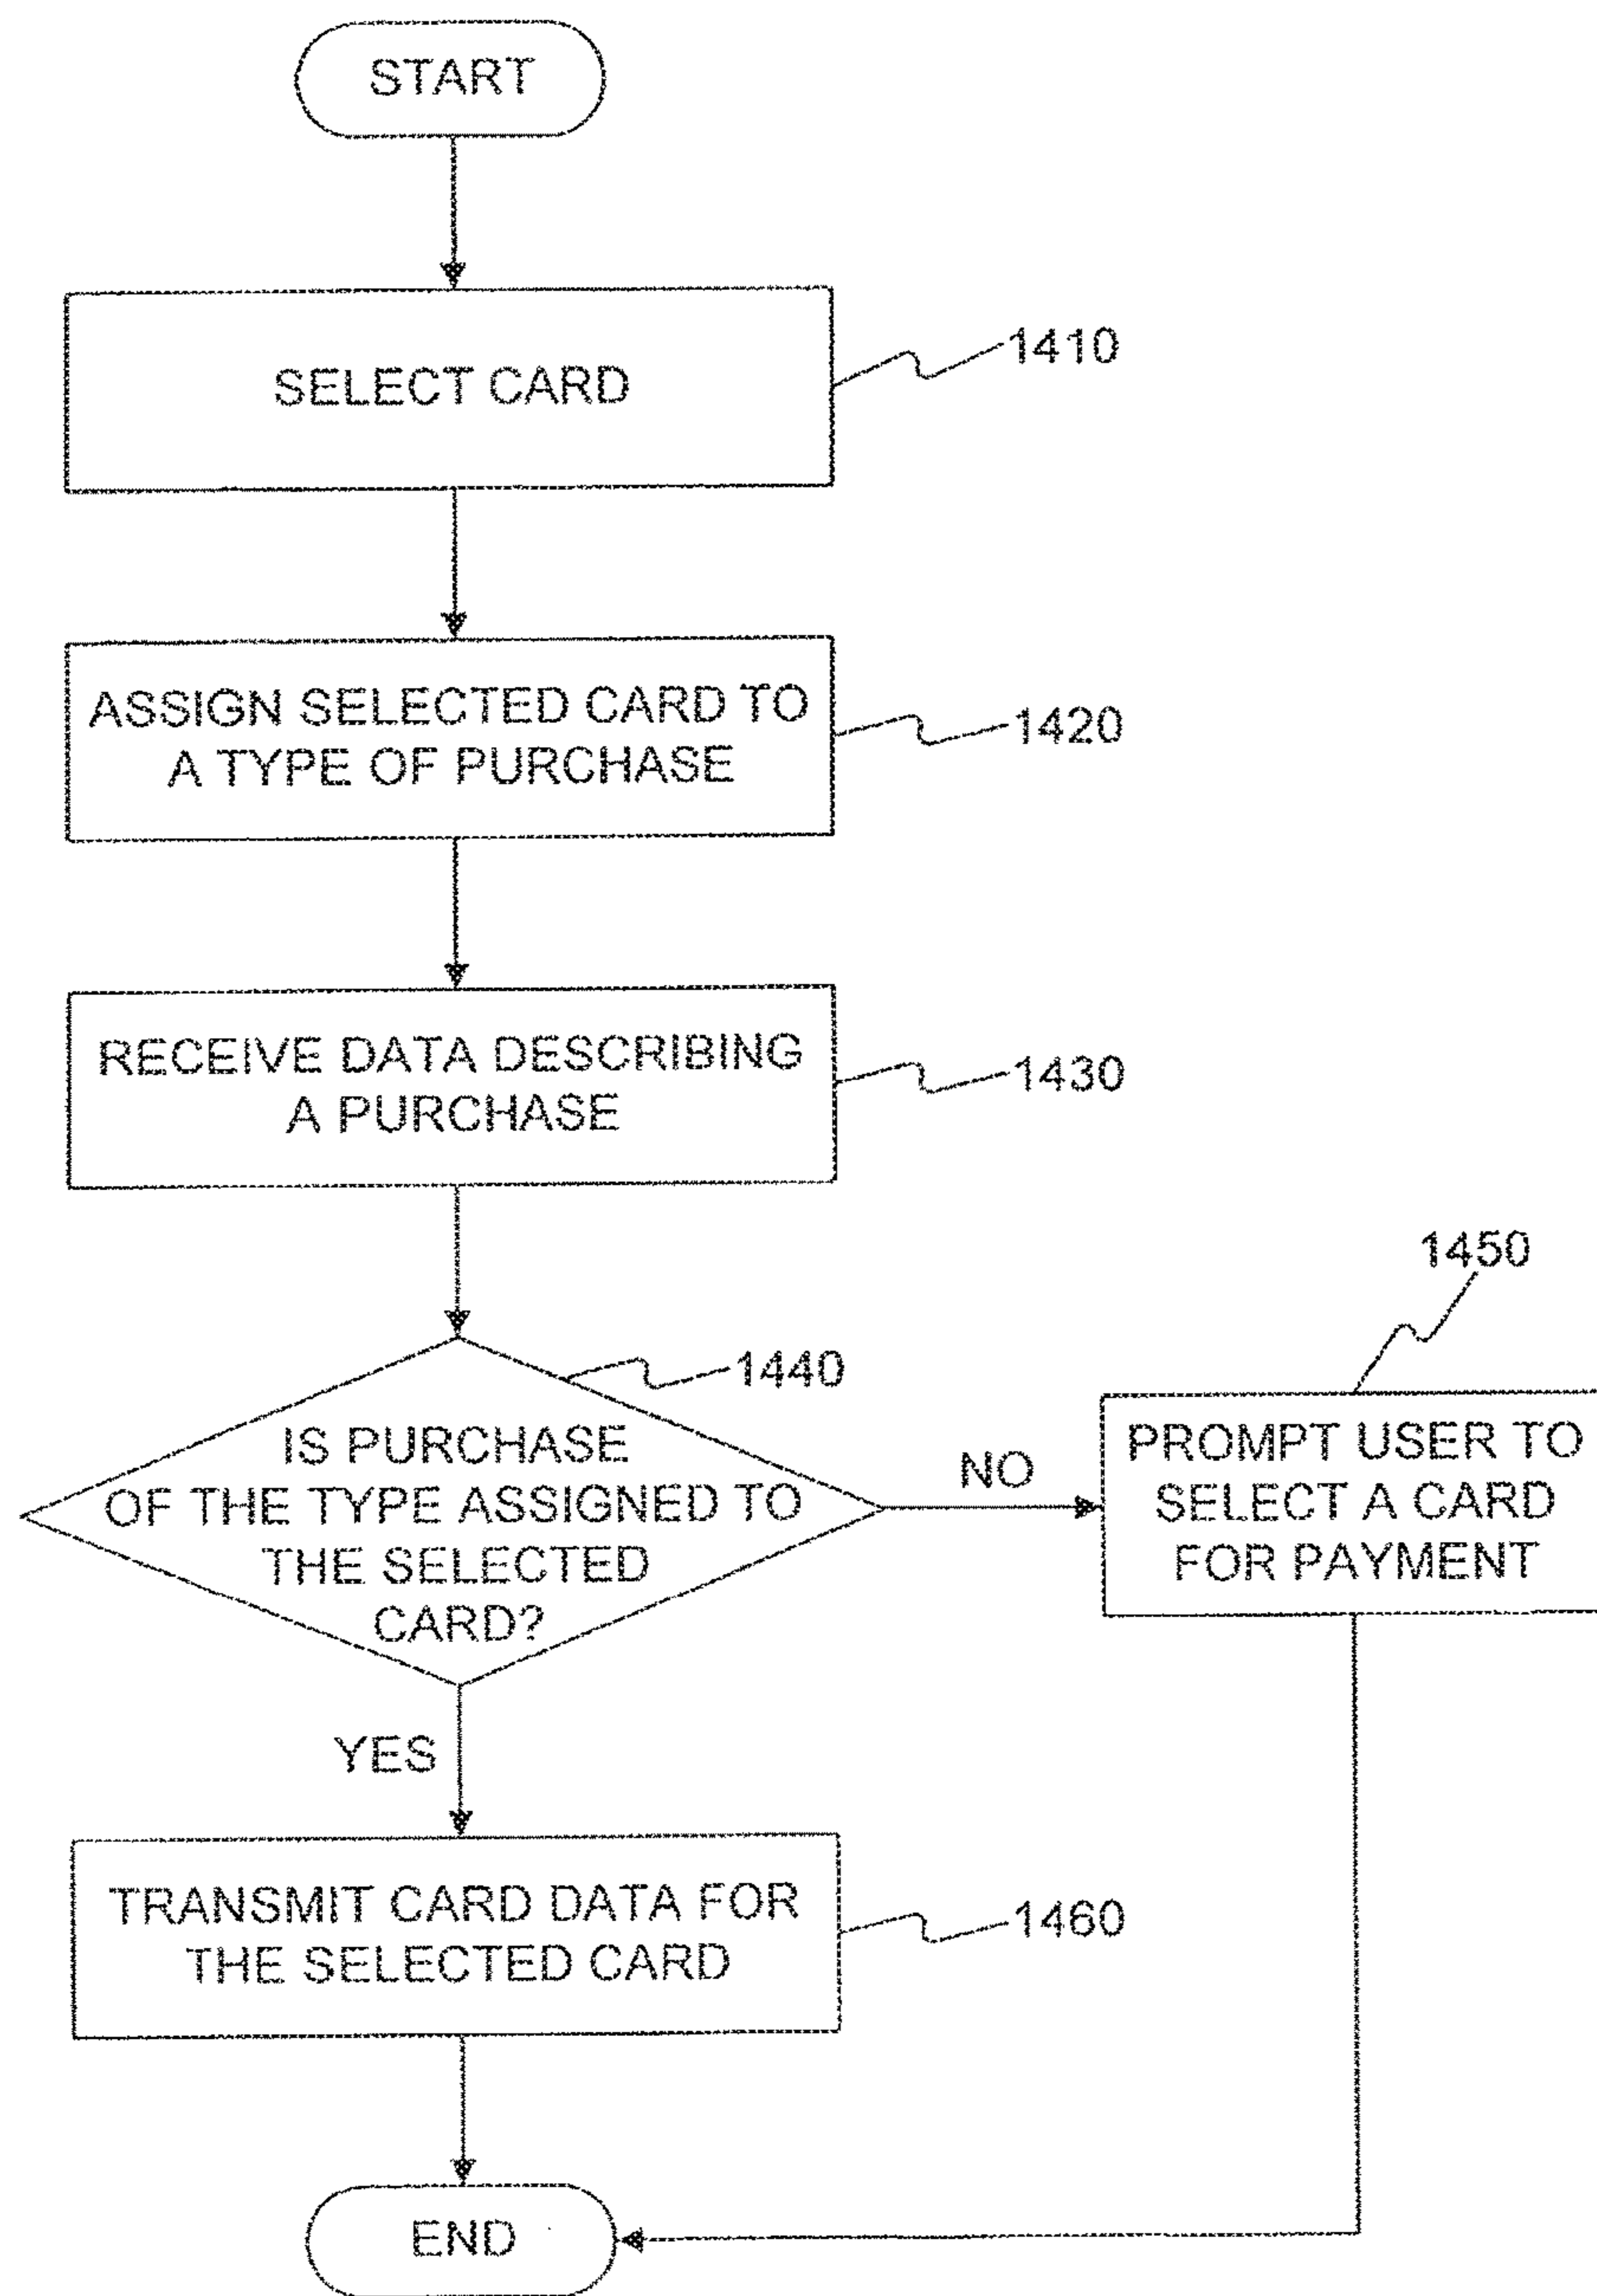 START
SELECT CARD
1410
ASSIGN SELECTED CARD TO
A TYPE OF PURCHASE
1420
RECEIVE DATA DESCRIBING
A PURCHASE
1430
1440
IS PURCHASE
OF THE TYPE ASSIGNED TO
THE SELECTED
CARD?
NO
1450
PROMPT USER TO
SELECT A CARD
FOR PAYMENT
YES
TRANSMIT CARD DATA FOR
THE SELECTED CARD
1460
END